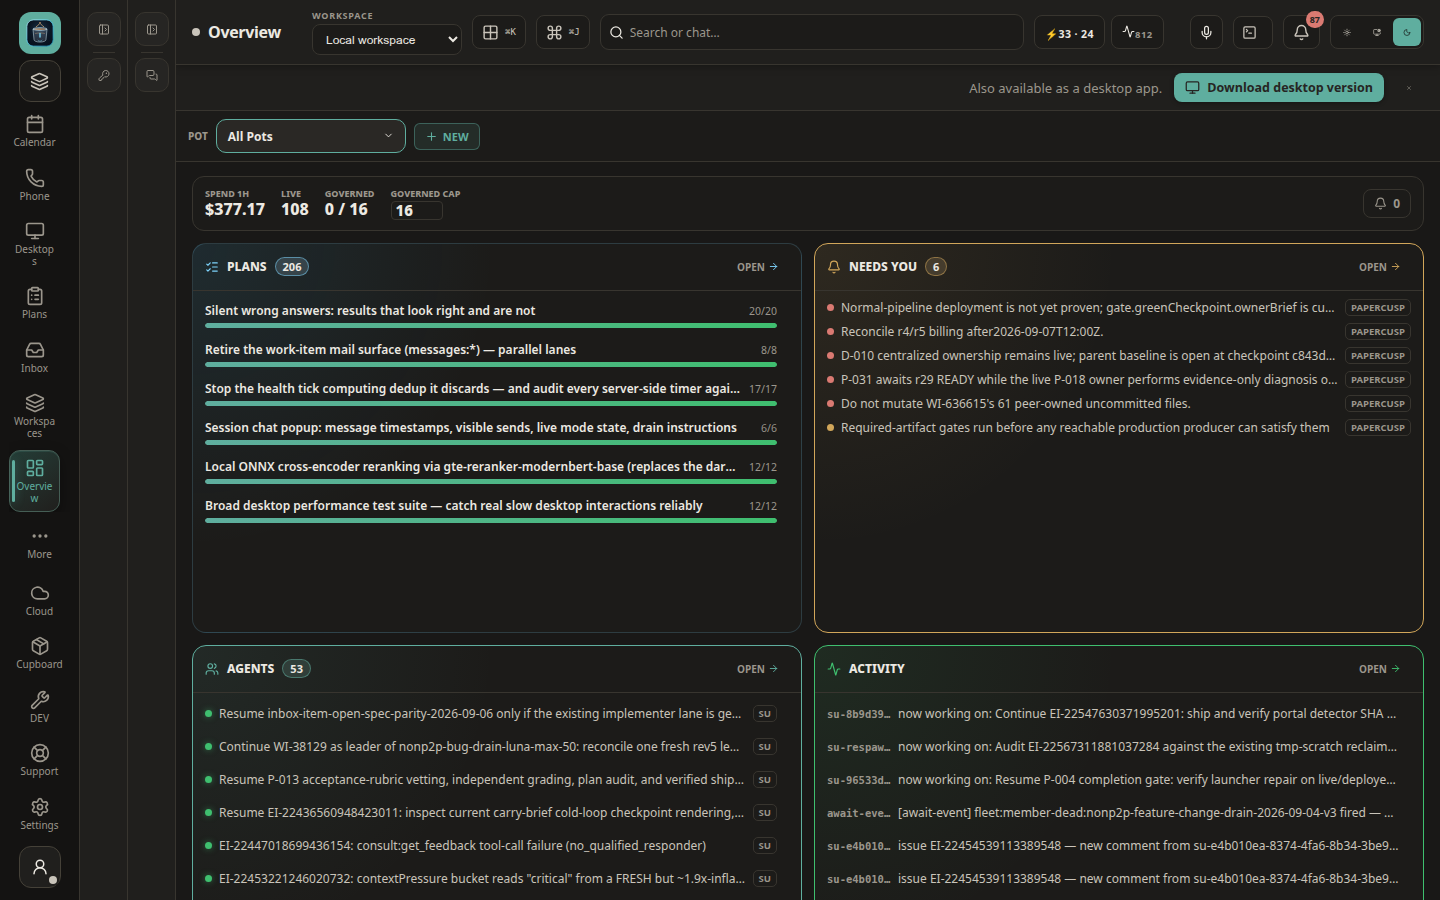 Overview
WORKSPACE
Local workspace
⌘K
⌘J
Search or chat...
⚡33 · 24
812
87
Also available as a desktop app.
Download desktop version
×
POT
All Pots
+ NEW
Calendar
Phone
Desktop
s
Plans
Inbox
Workspa
ces
Overvie
w
More
Cloud
Cupboard
DEV
Support
Settings
SPEND 1H
$377.17
LIVE
108
GOVERNED
0 / 16
GOVERNED CAP
16
0
PLANS 206
OPEN →
Silent wrong answers: results that look right and are not 20/20
Retire the work-item mail surface (messages:*) — parallel lanes 8/8
Stop the health tick computing dedup it discards — and audit every server-side timer agai... 17/17
Session chat popup: message timestamps, visible sends, live mode state, drain instructions 6/6
Local ONNX cross-encoder reranking via gte-reranker-modernbert-base (replaces the dar... 12/12
Broad desktop performance test suite — catch real slow desktop interactions reliably 12/12
NEEDS YOU 6
OPEN →
Normal-pipeline deployment is not yet proven; gate.greenCheckpoint.ownerBrief is cu... PAPERCUSP
Reconcile r4/r5 billing after2026-09-07T12:00Z. PAPERCUSP
D-010 centralized ownership remains live; parent baseline is open at checkpoint c843d... PAPERCUSP
P-031 awaits r29 READY while the live P-018 owner performs evidence-only diagnosis o... PAPERCUSP
Do not mutate WI-636615's 61 peer-owned uncommitted files. PAPERCUSP
Required-artifact gates run before any reachable production producer can satisfy them PAPERCUSP
AGENTS 53
OPEN →
Resume inbox-item-open-spec-parity-2026-09-06 only if the existing implementer lane is ge... SU
Continue WI-38129 as leader of nonp2p-bug-drain-luna-max-50: reconcile one fresh rev5 le... SU
Resume P-013 acceptance-rubric vetting, independent grading, plan audit, and verified ship... SU
Resume EI-22436560948423011: inspect current carry-brief cold-loop checkpoint rendering,... SU
EI-22447018699436154: consult:get_feedback tool-call failure (no_qualified_responder) SU
EI-22453221246020732: contextPressure bucket reads "critical" from a FRESH but ~1.9x-infla... SU
ACTIVITY
OPEN →
su-8b9d39... now working on: Continue EI-22547630371995201: ship and verify portal detector SHA ...
su-respaw... now working on: Audit EI-22567311881037284 against the existing tmp-scratch reclaim...
su-96533d... now working on: Resume P-004 completion gate: verify launcher repair on live/deploye...
await-eve... [await-event] fleet:member-dead:nonp2p-feature-change-drain-2026-09-04-v3 fired — ...
su-e4b010... issue EI-22454539113389548 — new comment from su-e4b010ea-8374-4fa6-8b34-3be9...
su-e4b010... issue EI-22454539113389548 — new comment from su-e4b010ea-8374-4fa6-8b34-3be9...